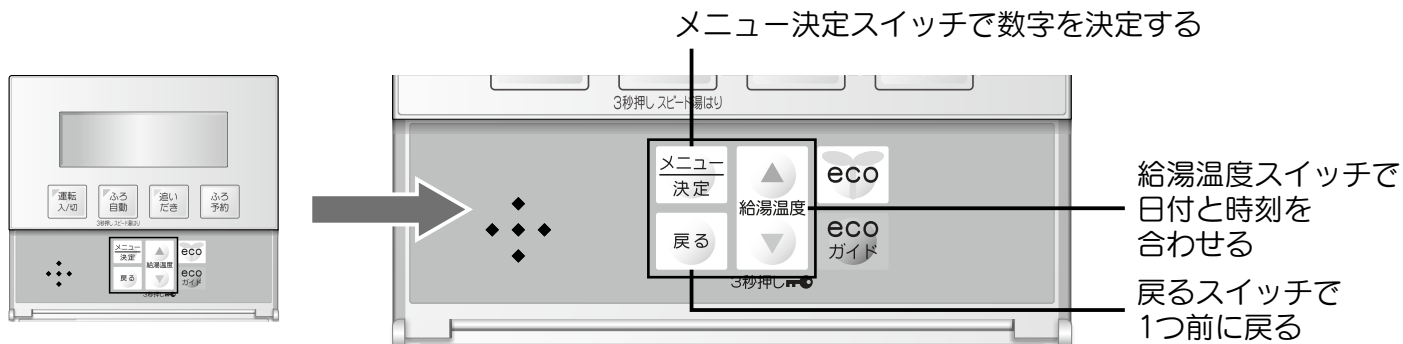 メニュー決定スイッチで数字を決定する
運転
入/切
ふろ
自動
追い
だき
ふろ
予約
3秒押しスピード湯はり
メニュー
決定
給湯温度
戻る
eco
eco
ガイド
3秒押し
3秒押し スピード湯はり
メニュー
決定
給湯温度
戻る
eco
eco
ガイド
3秒押し
給湯温度スイッチで
日付と時刻を
合わせる
戻るスイッチで
1つ前に戻る